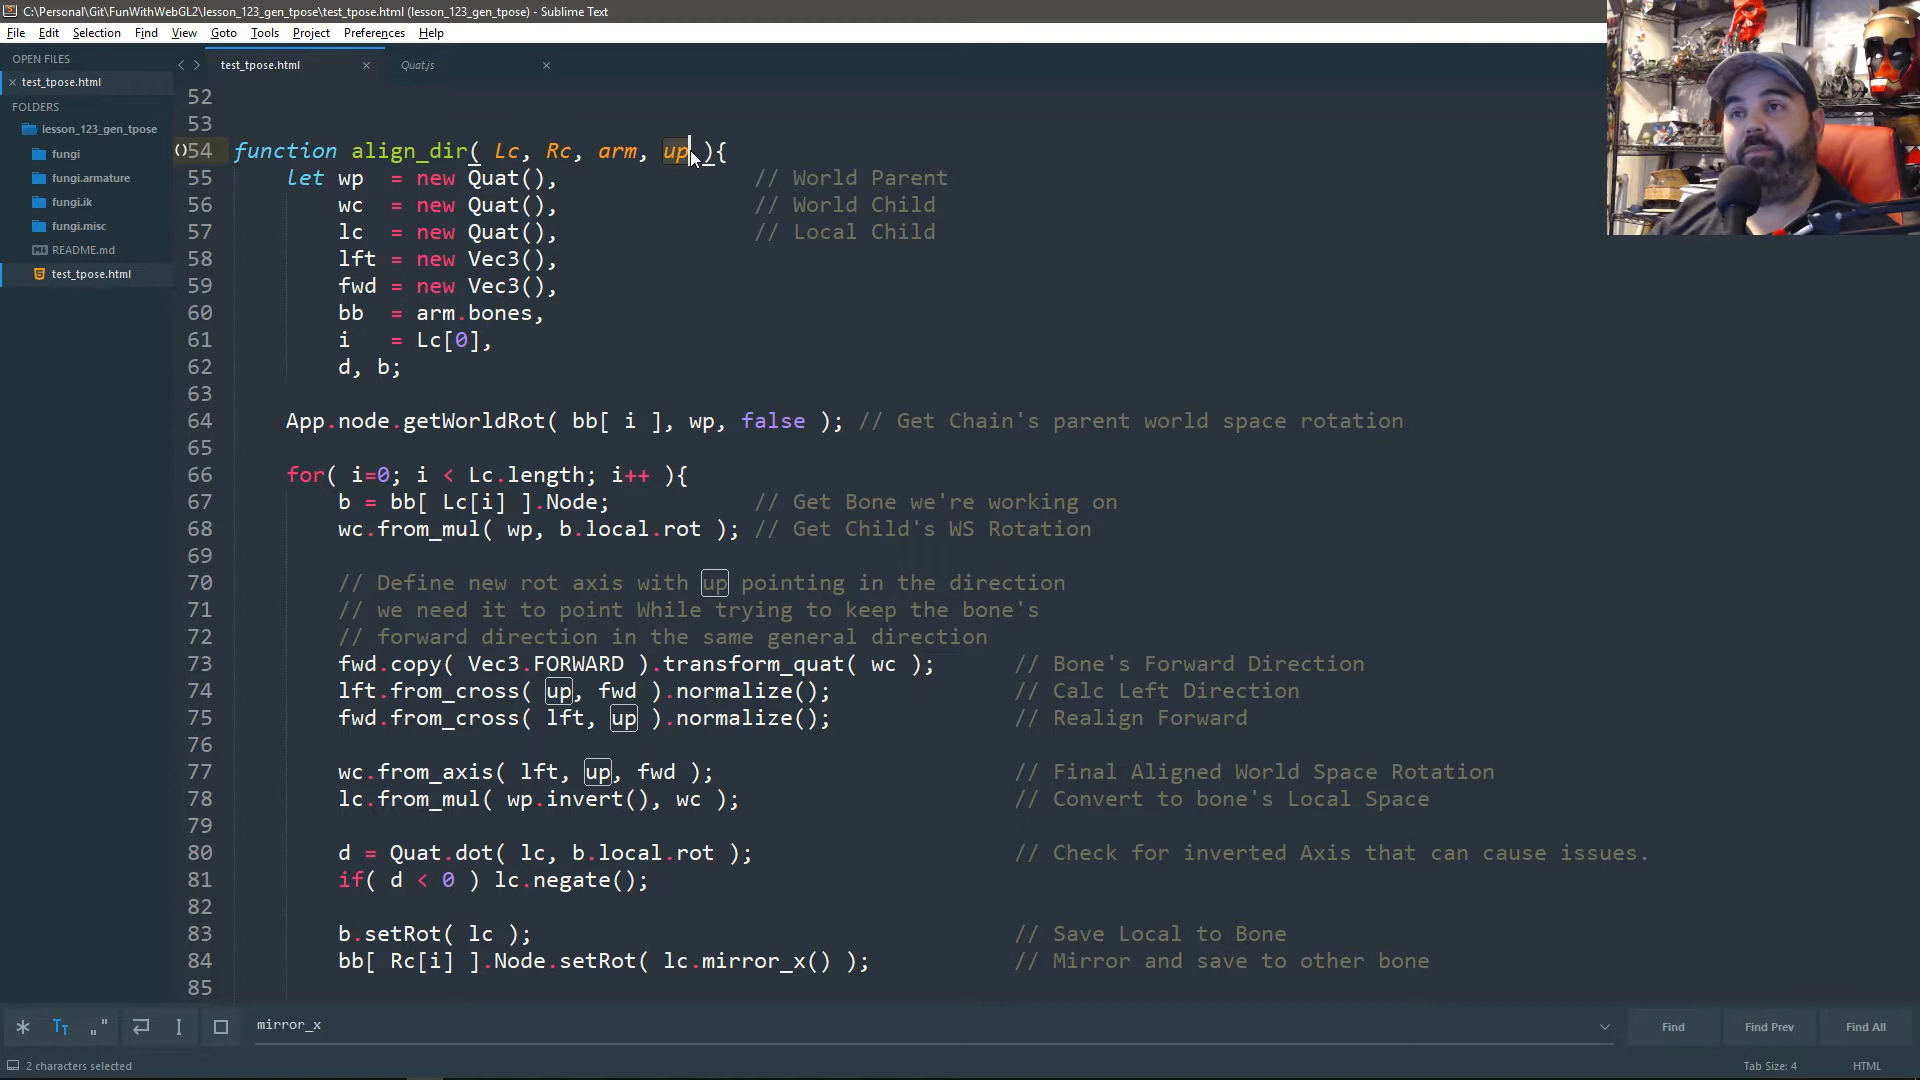 C:\Personal\Git\FunWithWebGL2\lesson_123_gen_tpose\test_tpose.html (lesson_123_gen_tpose) - Sublime Text
File Edit Selection Find View Goto Tools Project Preferences Help
OPEN FILES
test_tpose.html
FOLDERS
lesson_123_gen_tpose
fungi
fungi.armature
fungi.ik
fungi.misc
README.md
test_tpose.html
test_tpose.html Quat.js
52
53
54 function align_dir( Lc, Rc, arm, up ){
55 let wp = new Quat(), // World Parent
56 wc = new Quat(), // World Child
57 lc = new Quat(), // Local Child
58 lft = new Vec3(),
59 fwd = new Vec3(),
60 bb = arm.bones,
61 i = Lc[0],
62 d, b;
63
64 App.node.getWorldRot( bb[ i ], wp, false ); // Get Chain's parent world space rotation
65
66 for( i=0; i < Lc.length; i++ ){
67 b = bb[ Lc[i] ].Node; // Get Bone we're working on
68 wc.from_mul( wp, b.local.rot ); // Get Child's WS Rotation
69
70 // Define new rot axis with up pointing in the direction
71 // we need it to point While trying to keep the bone's
72 // forward direction in the same general direction
73 fwd.copy( Vec3.FORWARD ).transform_quat( wc ); // Bone's Forward Direction
74 lft.from_cross( up, fwd ).normalize(); // Calc Left Direction
75 fwd.from_cross( lft, up ).normalize(); // Realign Forward
76
77 wc.from_axis( lft, up, fwd ); // Final Aligned World Space Rotation
78 lc.from_mul( wp.invert(), wc ); // Convert to bone's Local Space
79
80 d = Quat.dot( lc, b.local.rot ); // Check for inverted Axis that can cause issues.
81 if( d < 0 ) lc.negate();
82
83 b.setRot( lc ); // Save Local to Bone
84 bb[ Rc[i] ].Node.setRot( lc.mirror_x() ); // Mirror and save to other bone
85
mirror_x Find Find Prev Find All
2 characters selected Tab Size: 4 HTML